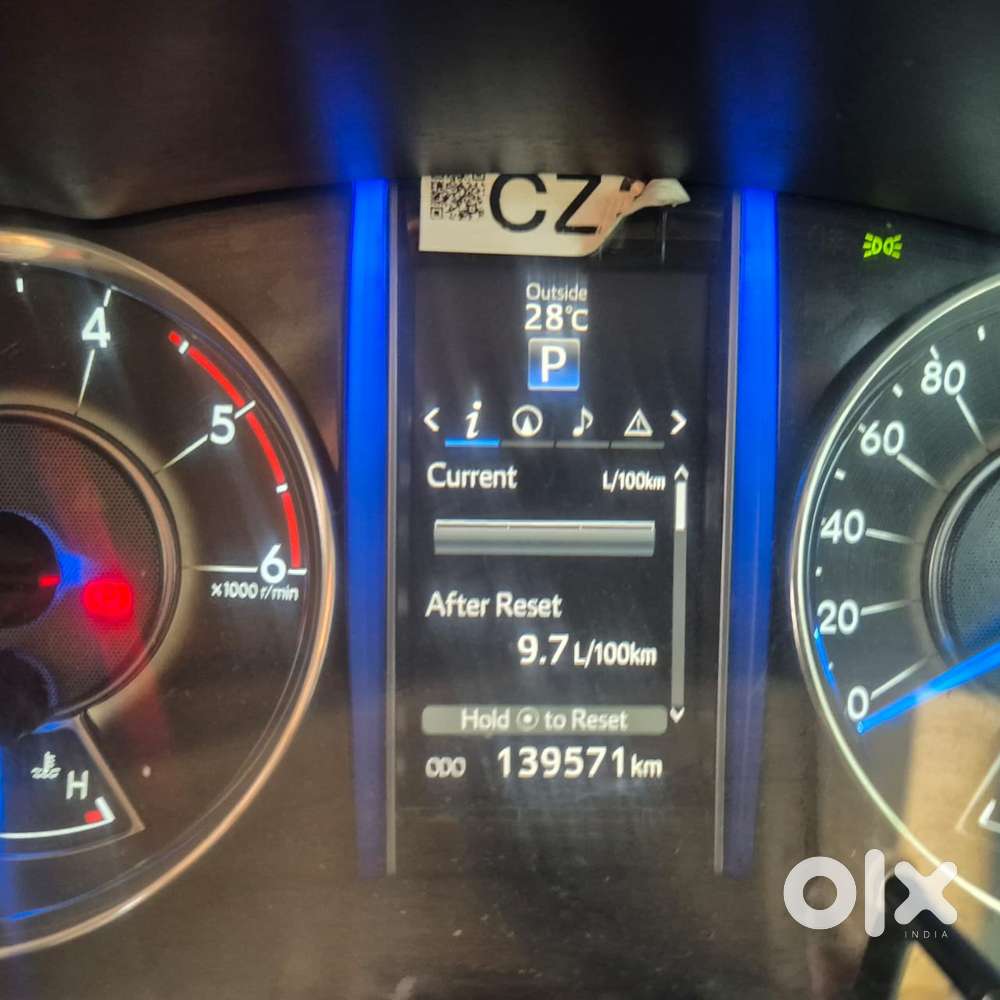 CZ
Outside
28°C
P
< i >
Current L/100km
After Reset
9.7 L/100km
Hold to Reset
ODO 139571 km
4
5
6
x1000 r/min
H
80
60
40
20
0
olx
INDIA